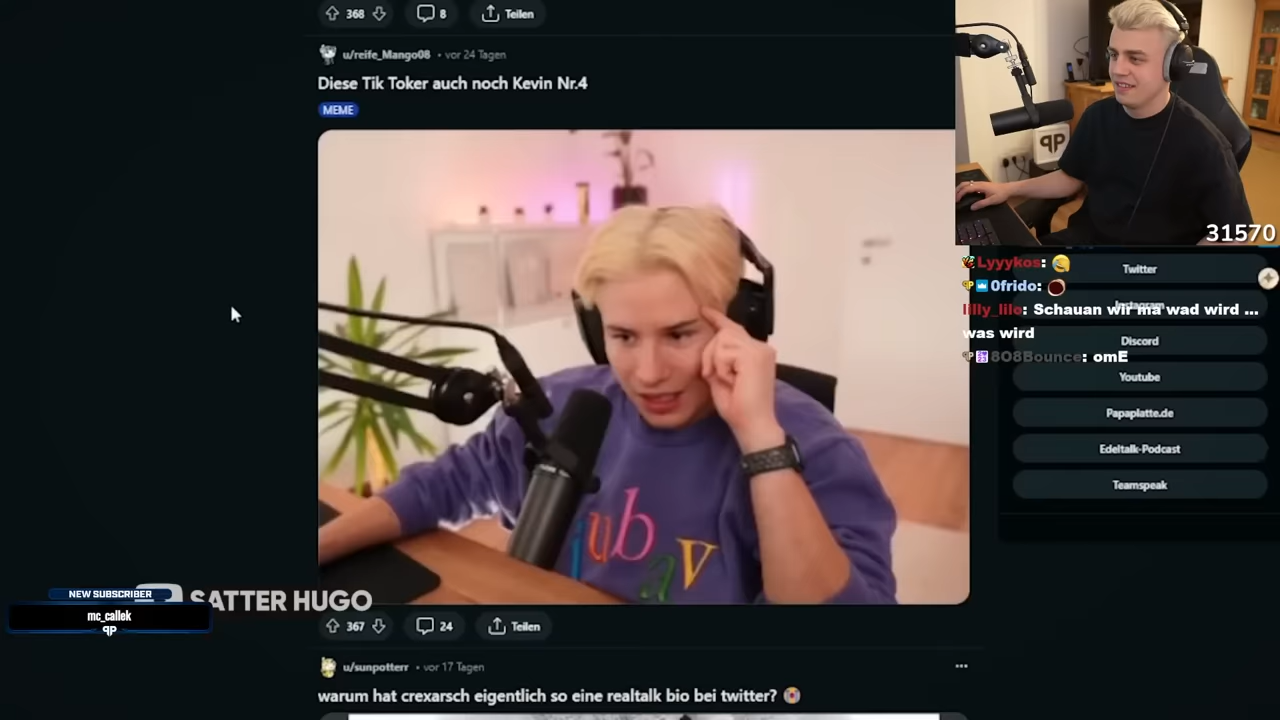 368
8
Teilen
u/reife_Mango08 • vor 24 Tagen
Diese Tik Toker auch noch Kevin Nr.4
MEME
31570
Lyyykos:
0frido:
lilly_lilo: Schauan wir ma wad wird ...
was wird
808Bounce: omE
Twitter
Instagram
Discord
Youtube
Papaplatte.de
Edeltalk-Podcast
Teamspeak
NEW SUBSCRIBER
mc_callek
SATTER HUGO
367
24
Teilen
u/sunpotterr • vor 17 Tagen
warum hat crexarsch eigentlich so eine realtalk bio bei twitter?